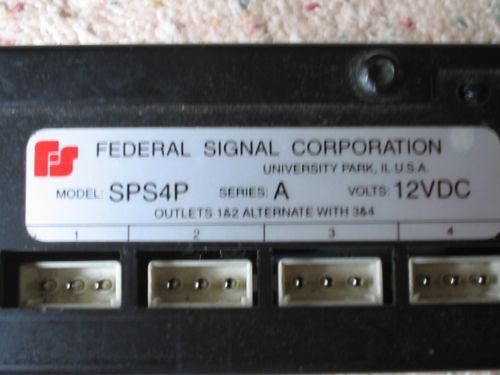 FS FEDERAL SIGNAL CORPORATION
UNIVERSITY PARK, IL U.S.A.
MODEL: SPS4P SERIES: A VOLTS: 12VDC
OUTLETS 1&2 ALTERNATE WITH 3&4
1 2 3 4